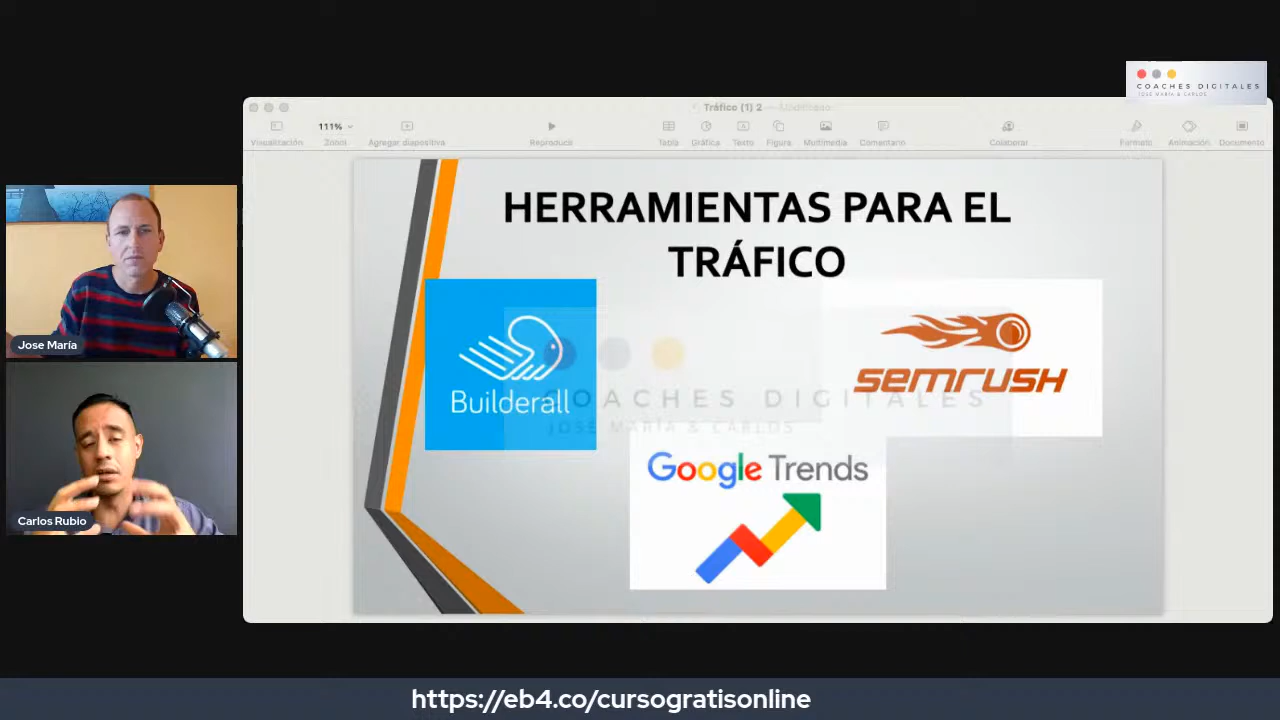 COACHES DIGITALES
JOSE MARÍA & CARLOS
Tráfico (1) 2 — Modificado
111%
Visualización
Zoom
Agregar diapositiva
Reproducir
Tabla
Gráfica
Texto
Figura
Multimedia
Comentario
Colaborar
Formato
Animación
Documento
HERRAMIENTAS PARA EL
TRÁFICO
Builderall
semrush
COACHES DIGITALES
JOSE MARÍA & CARLOS
Google Trends
Jose María
Carlos Rubio
https://eb4.co/cursogratisonline